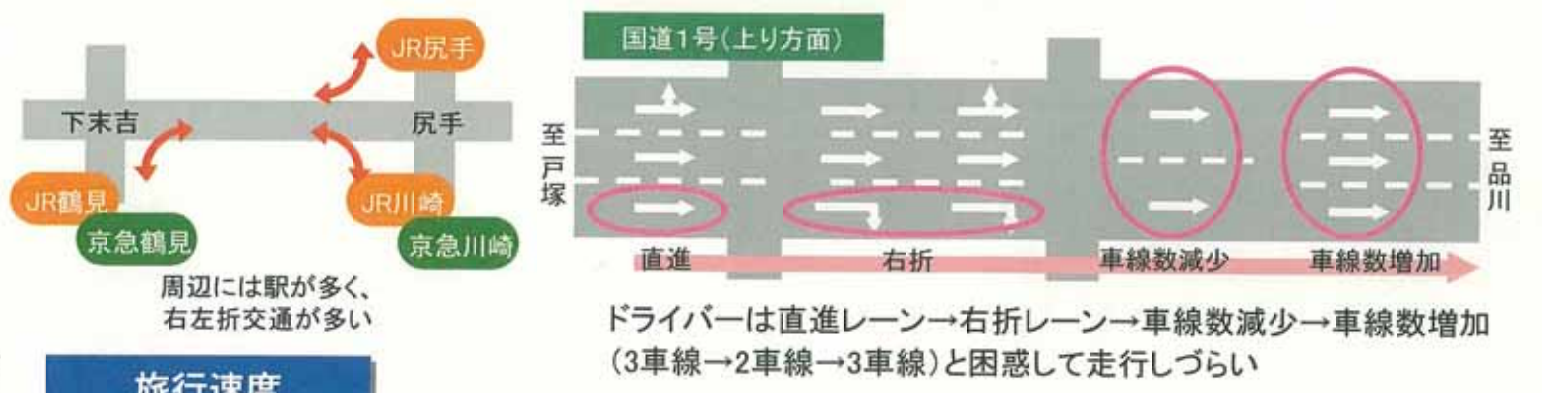 JR尻手
下末吉
尻手
JR鶴見
京急鶴見
JR川崎
京急川崎
周辺には駅が多く、
右左折交通が多い
旅行速度
国道1号(上り方面)
至戸塚
至品川
直進
右折
車線数減少
車線数増加
ドライバーは直進レーン→右折レーン→車線数減少→車線数増加
(3車線→2車線→3車線)と困惑して走行しづらい